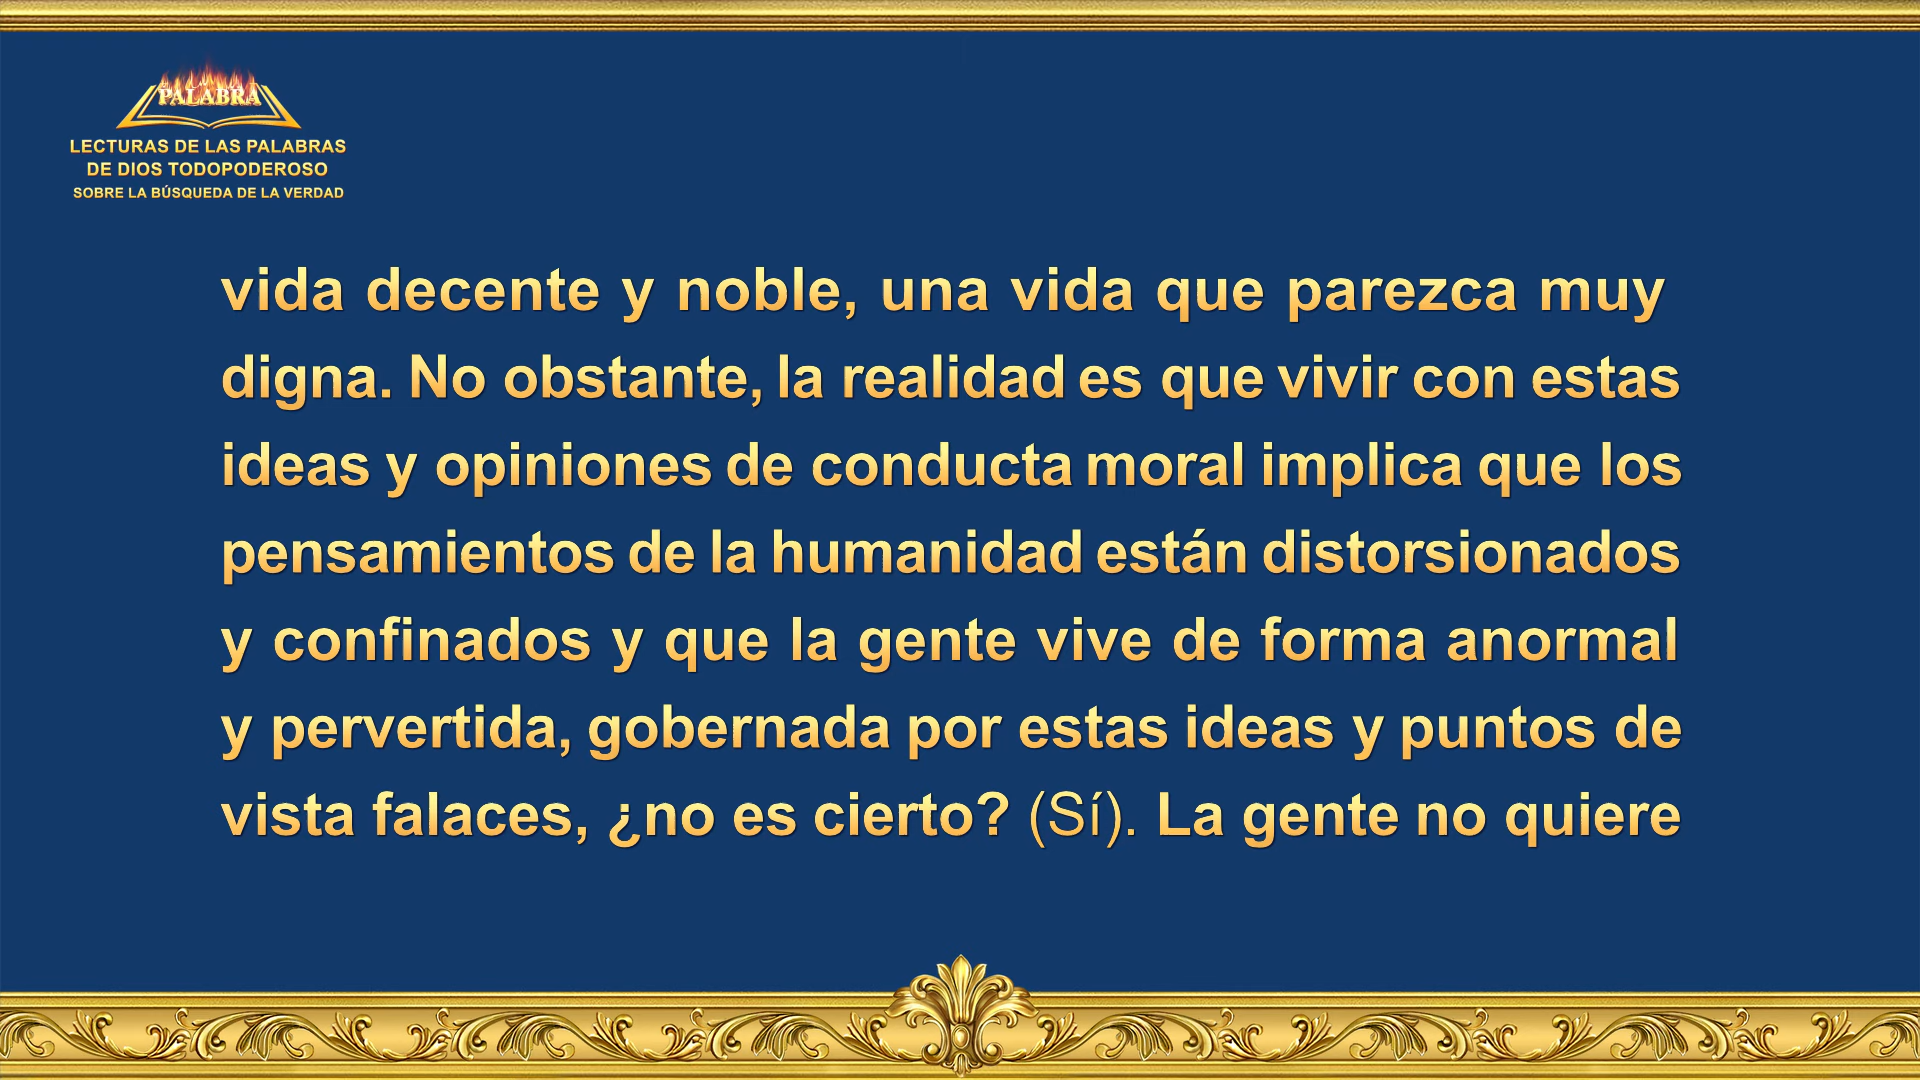 PALABRA
LECTURAS DE LAS PALABRAS
DE DIOS TODOPODEROSO
SOBRE LA BÚSQUEDA DE LA VERDAD
vida decente y noble, una vida que parezca muy
digna. No obstante, la realidad es que vivir con estas
ideas y opiniones de conducta moral implica que los
pensamientos de la humanidad están distorsionados
y confinados y que la gente vive de forma anormal
y pervertida, gobernada por estas ideas y puntos de
vista falaces, ¿no es cierto? (Sí). La gente no quiere